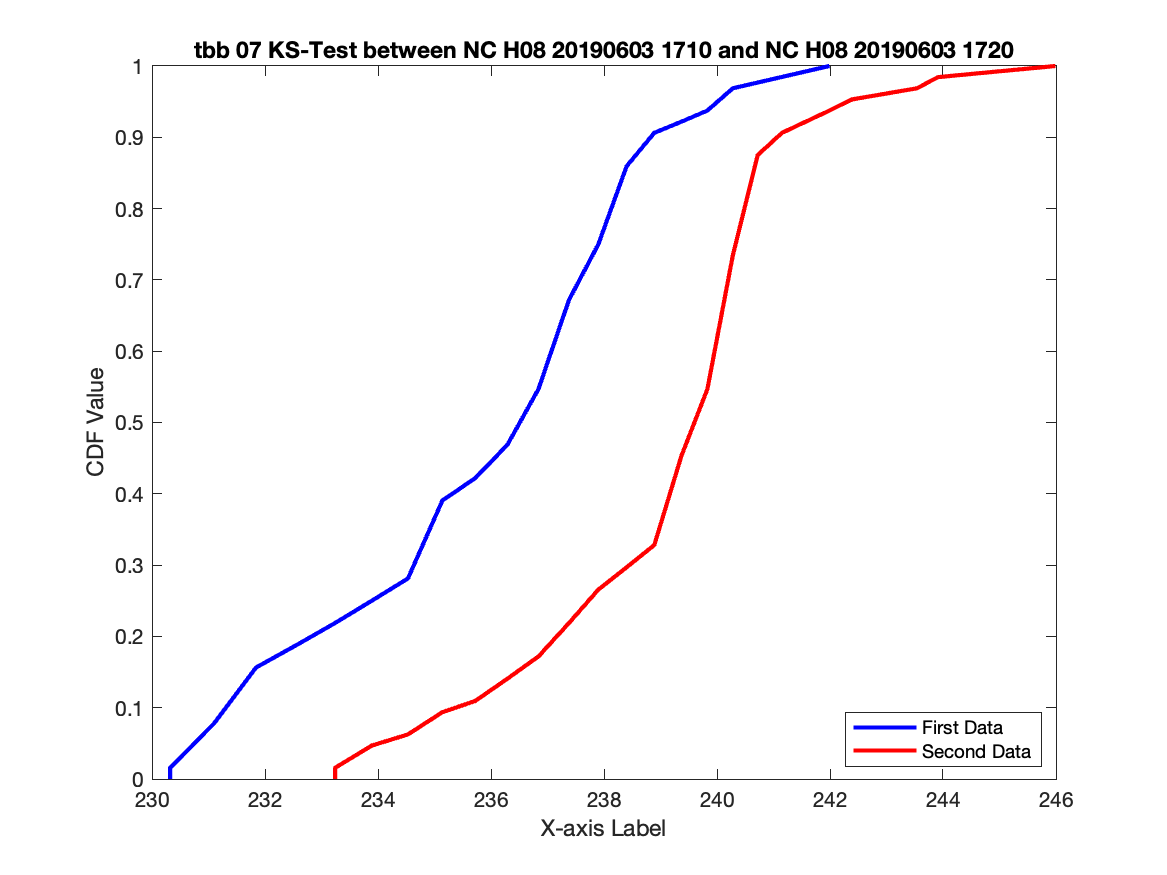 tbb 07 KS-Test between NC H08 20190603 1710 and NC H08 20190603 1720
1
0.9
0.8
0.7
0.6
0.5
0.4
0.3
0.2
0.1
0
CDF Value
230 232 234 236 238 240 242 244 246
X-axis Label
First Data
Second Data